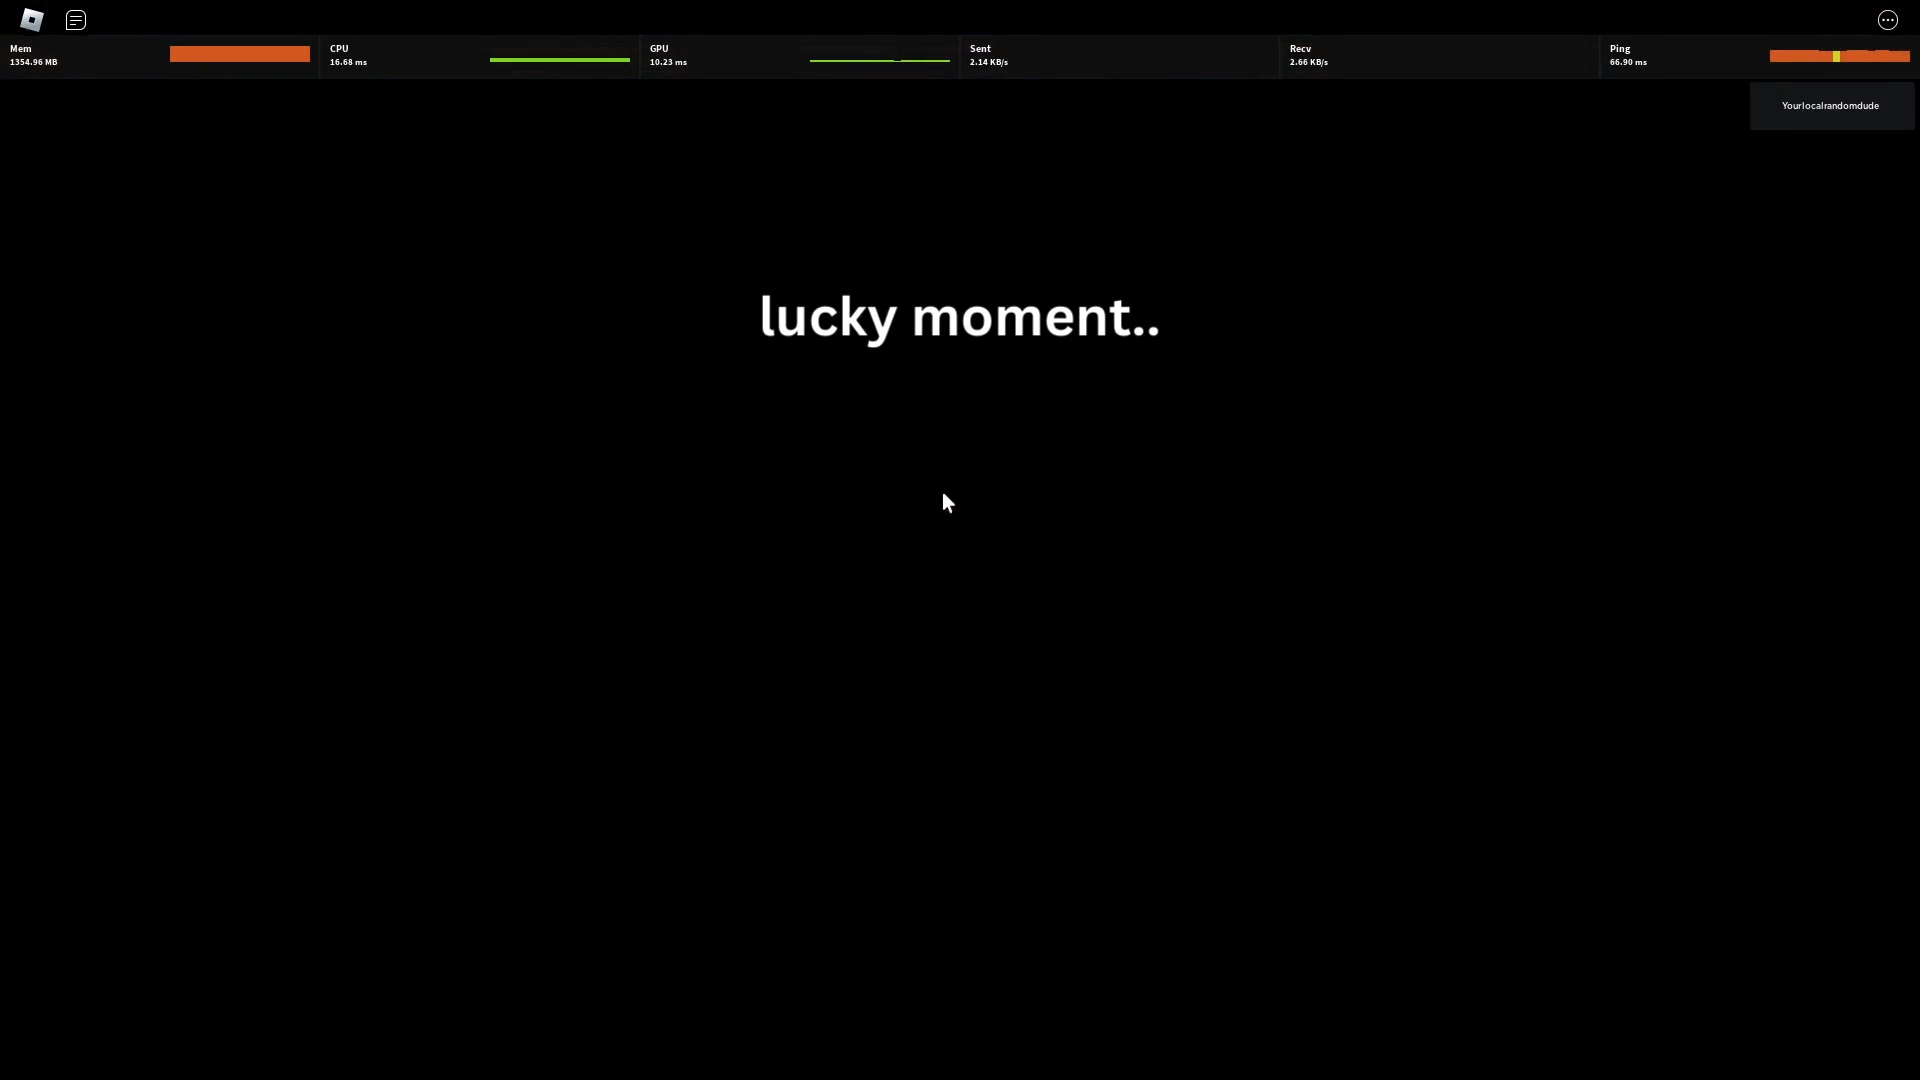 Mem CPU GPU Sent Recv Ping
1354.96 MB 16.68 ms 10.23 ms 2.14 KB/s 2.66 KB/s 66.90 ms
Yourlocalrandomdude
lucky moment..